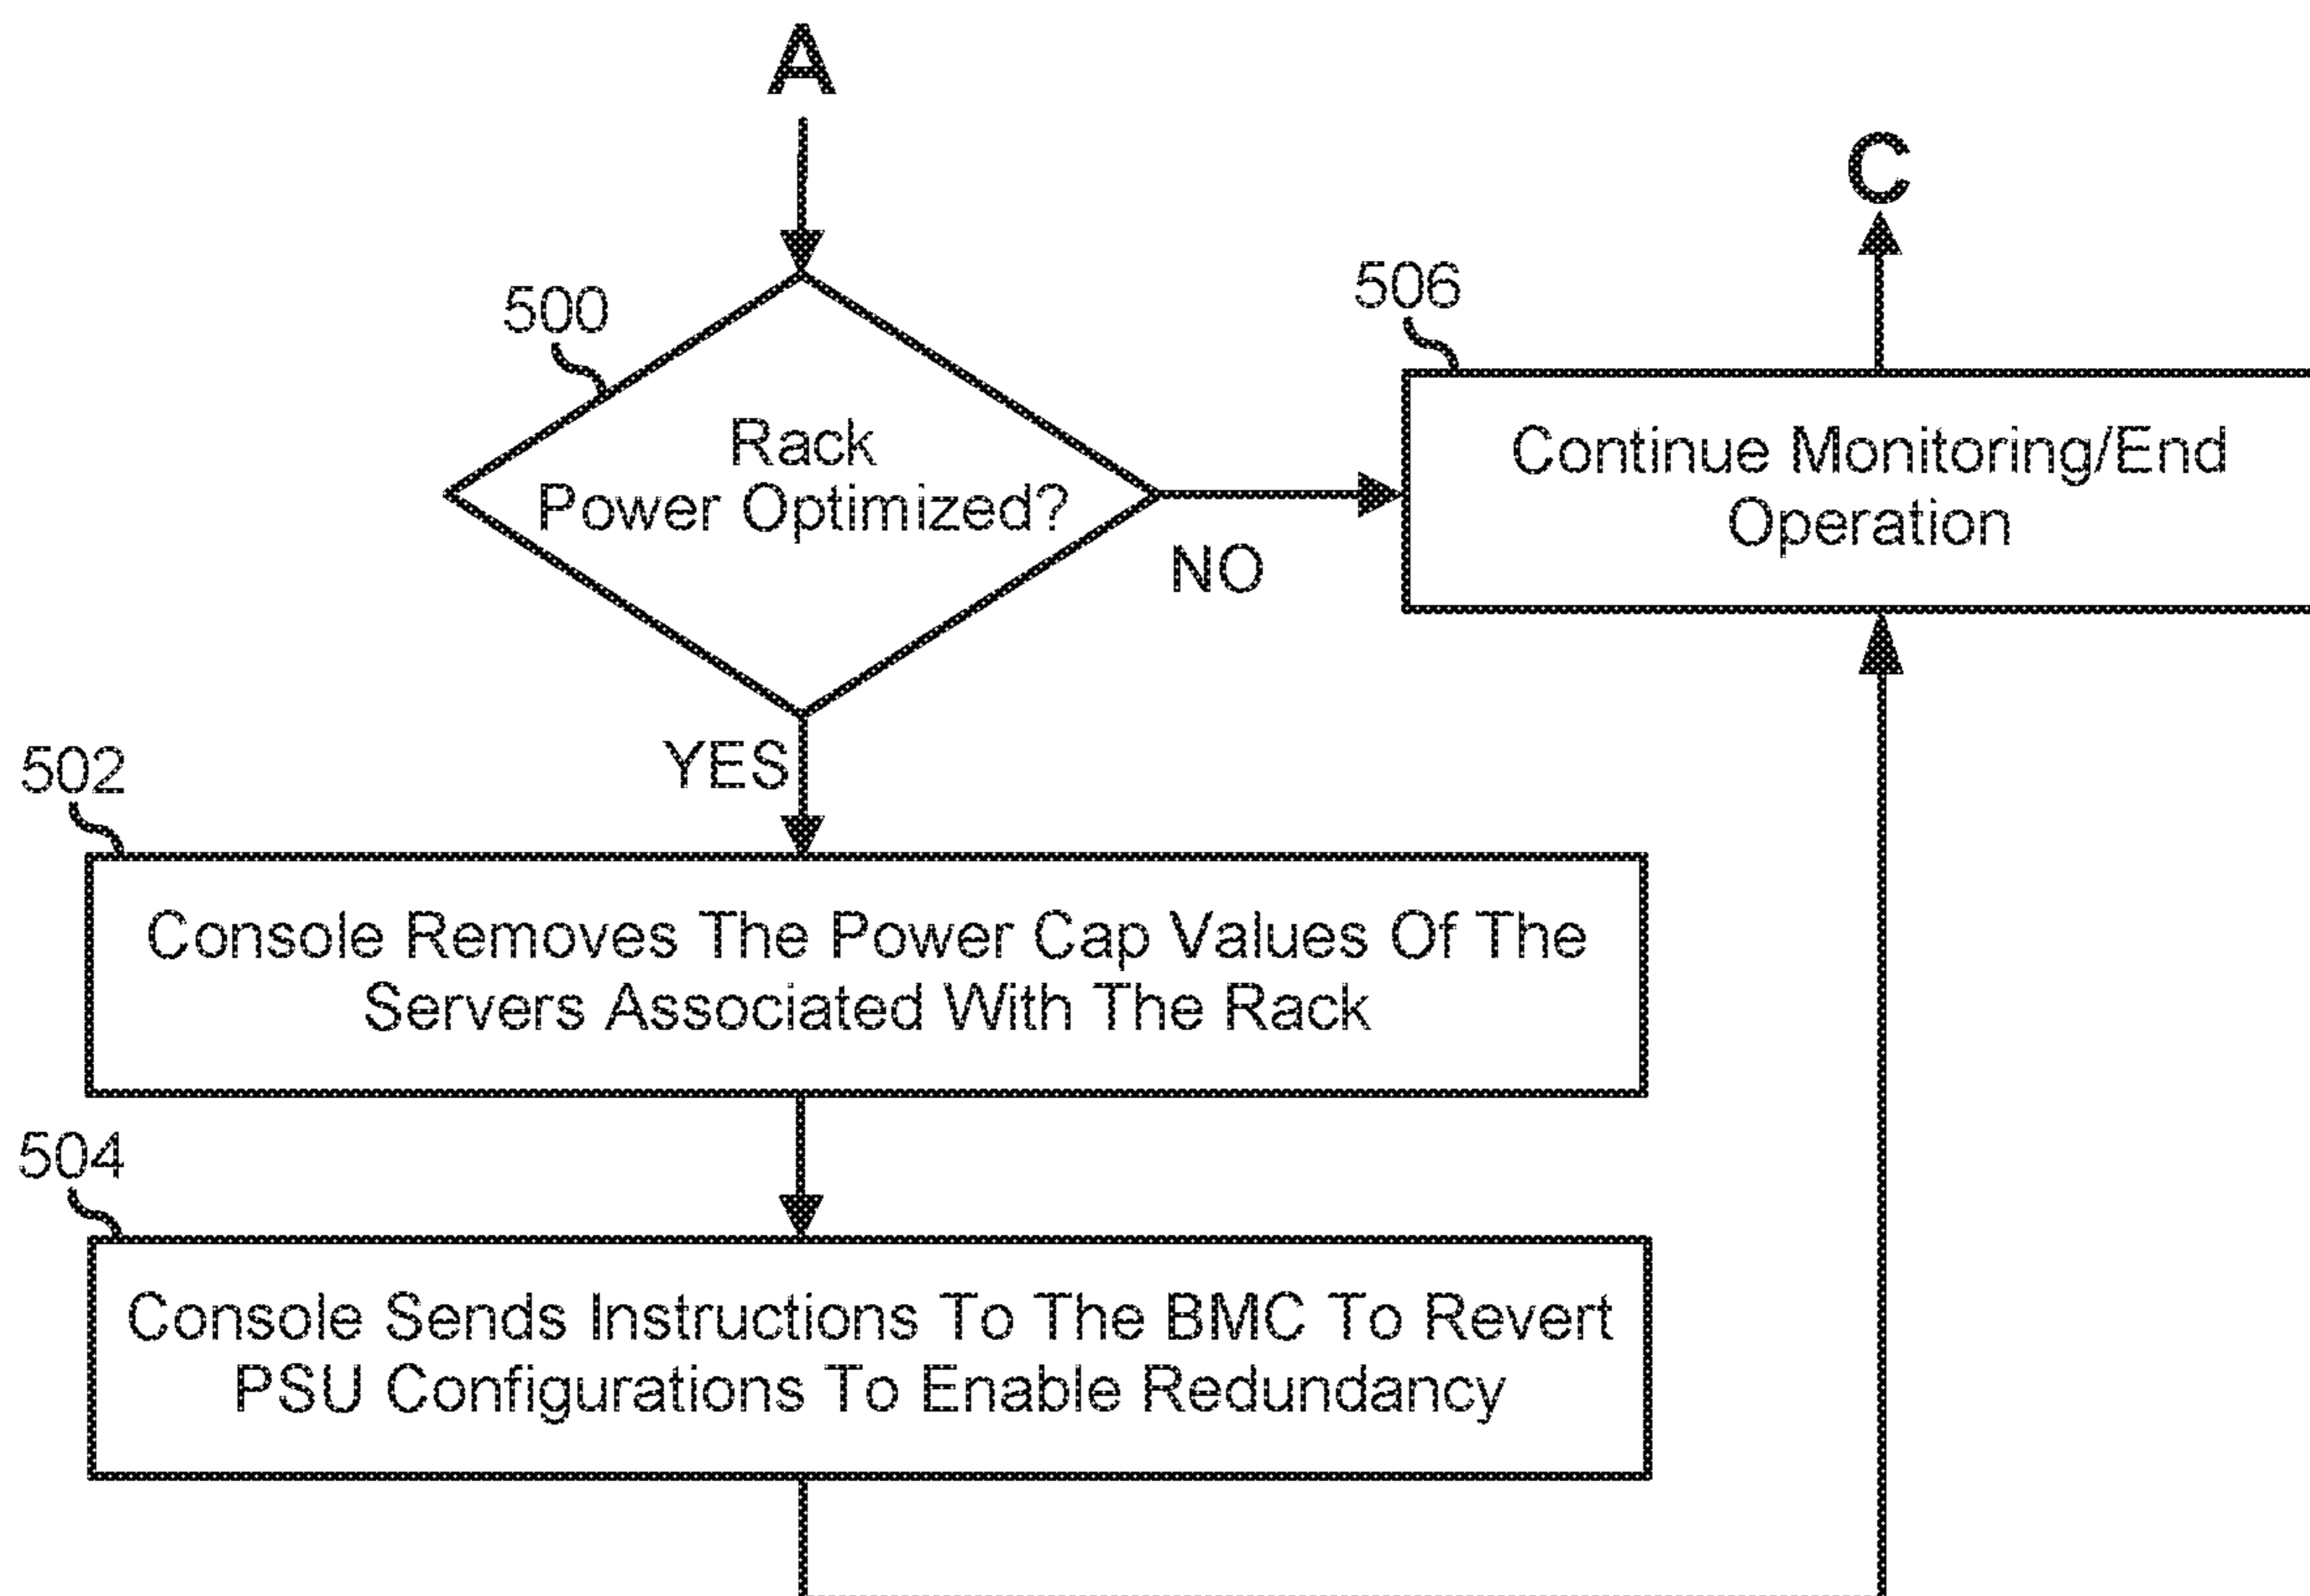 A
C
500
506
Rack
Power Optimized?
Continue Monitoring/End
Operation
NO
YES
502
Console Removes The Power Cap Values Of The
Servers Associated With The Rack
504
Console Sends Instructions To The BMC To Revert
PSU Configurations To Enable Redundancy